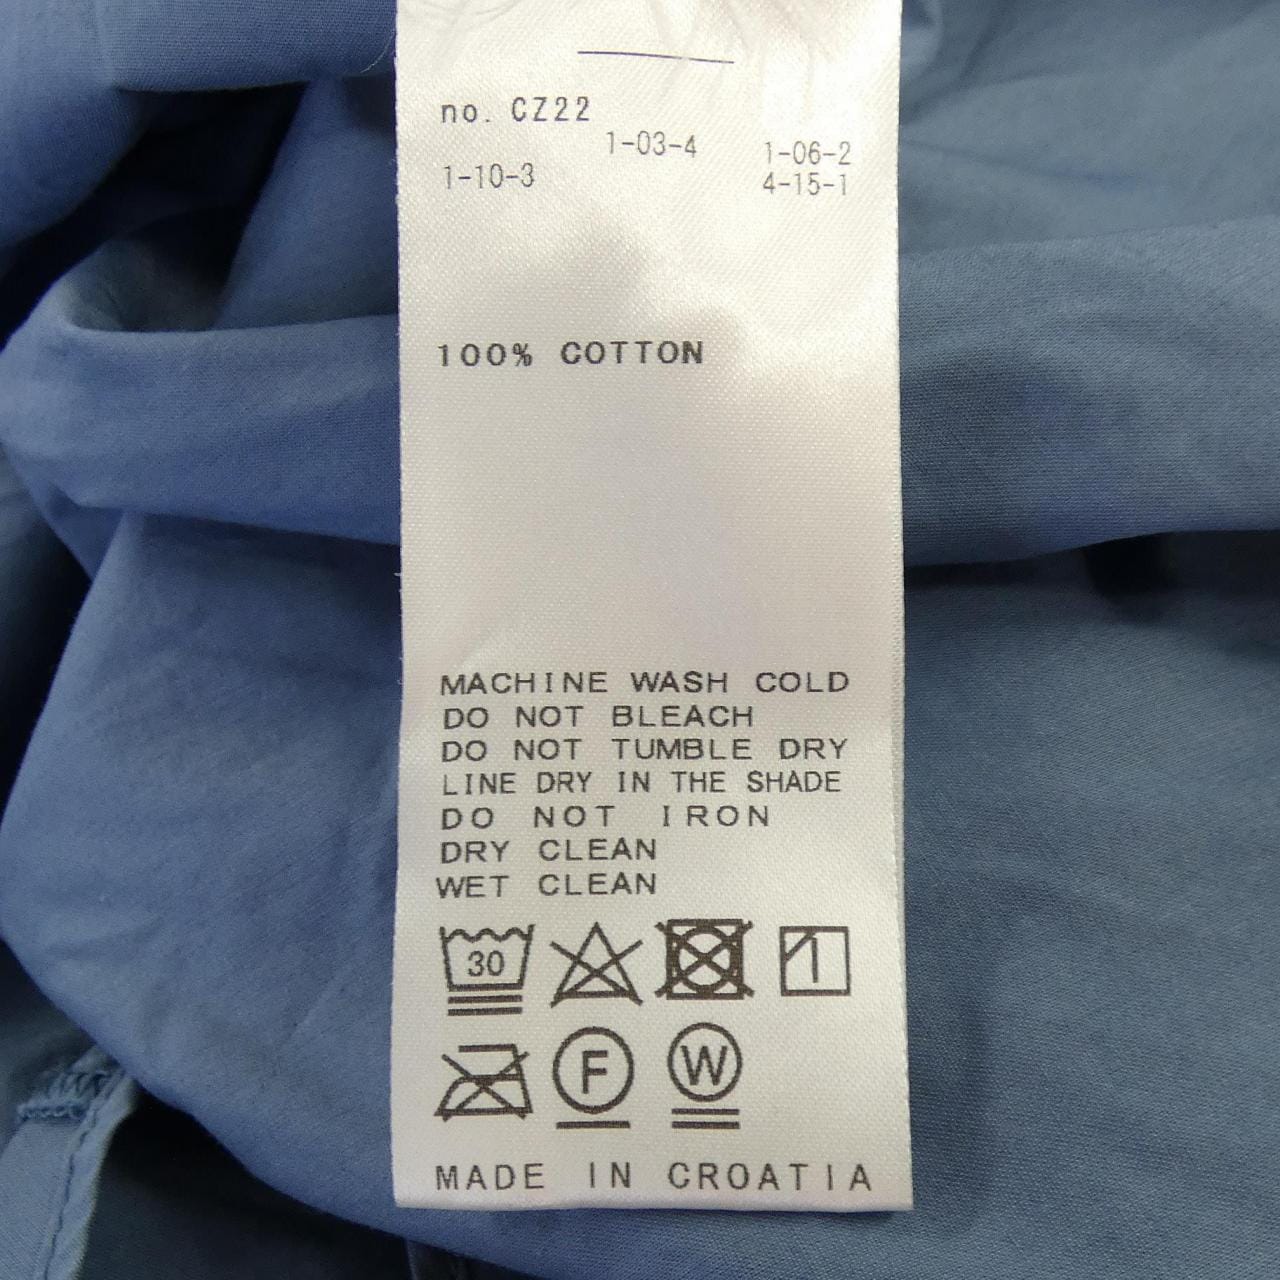 no. CZ22
1-03-4 1-06-2
1-10-3 4-15-1
100% COTTON
MACHINE WASH COLD
DO NOT BLEACH
DO NOT TUMBLE DRY
LINE DRY IN THE SHADE
DO NOT IRON
DRY CLEAN
WET CLEAN
30
F W
MADE IN CROATIA